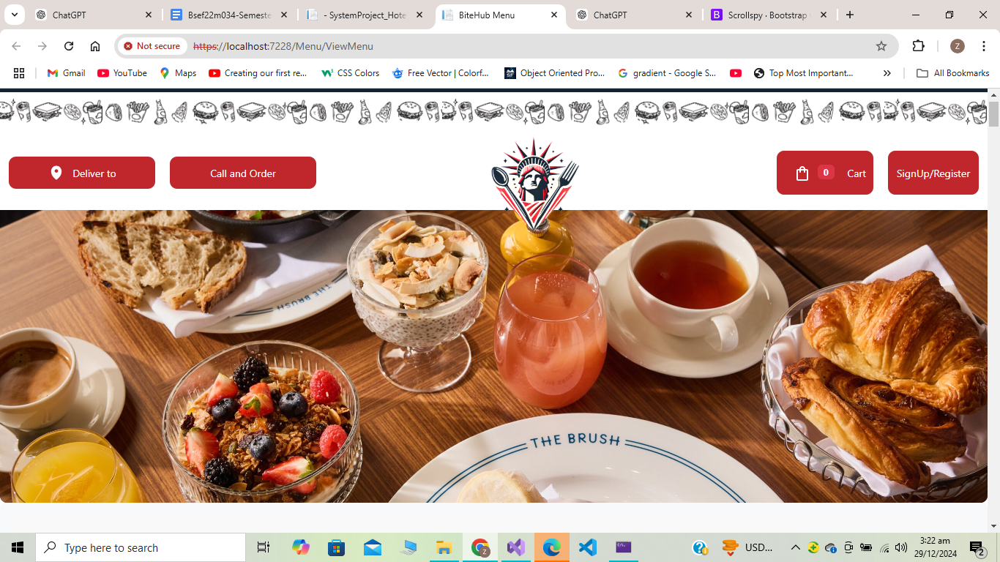 ChatGPT
Bsef22m034-Semeste
- SystemProject_Hote
BiteHub Menu
ChatGPT
Scrollspy · Bootstrap
Not secure
https://localhost:7228/Menu/ViewMenu
Gmail
YouTube
Maps
Creating our first re...
CSS Colors
Free Vector | Colorf...
Object Oriented Pro...
gradient - Google S...
Top Most Important...
»
All Bookmarks
Deliver to
Call and Order
0
Cart
SignUp/Register
THE BRUSH
THE BRUSH
Type here to search
USD...
3:22 am
29/12/2024
2